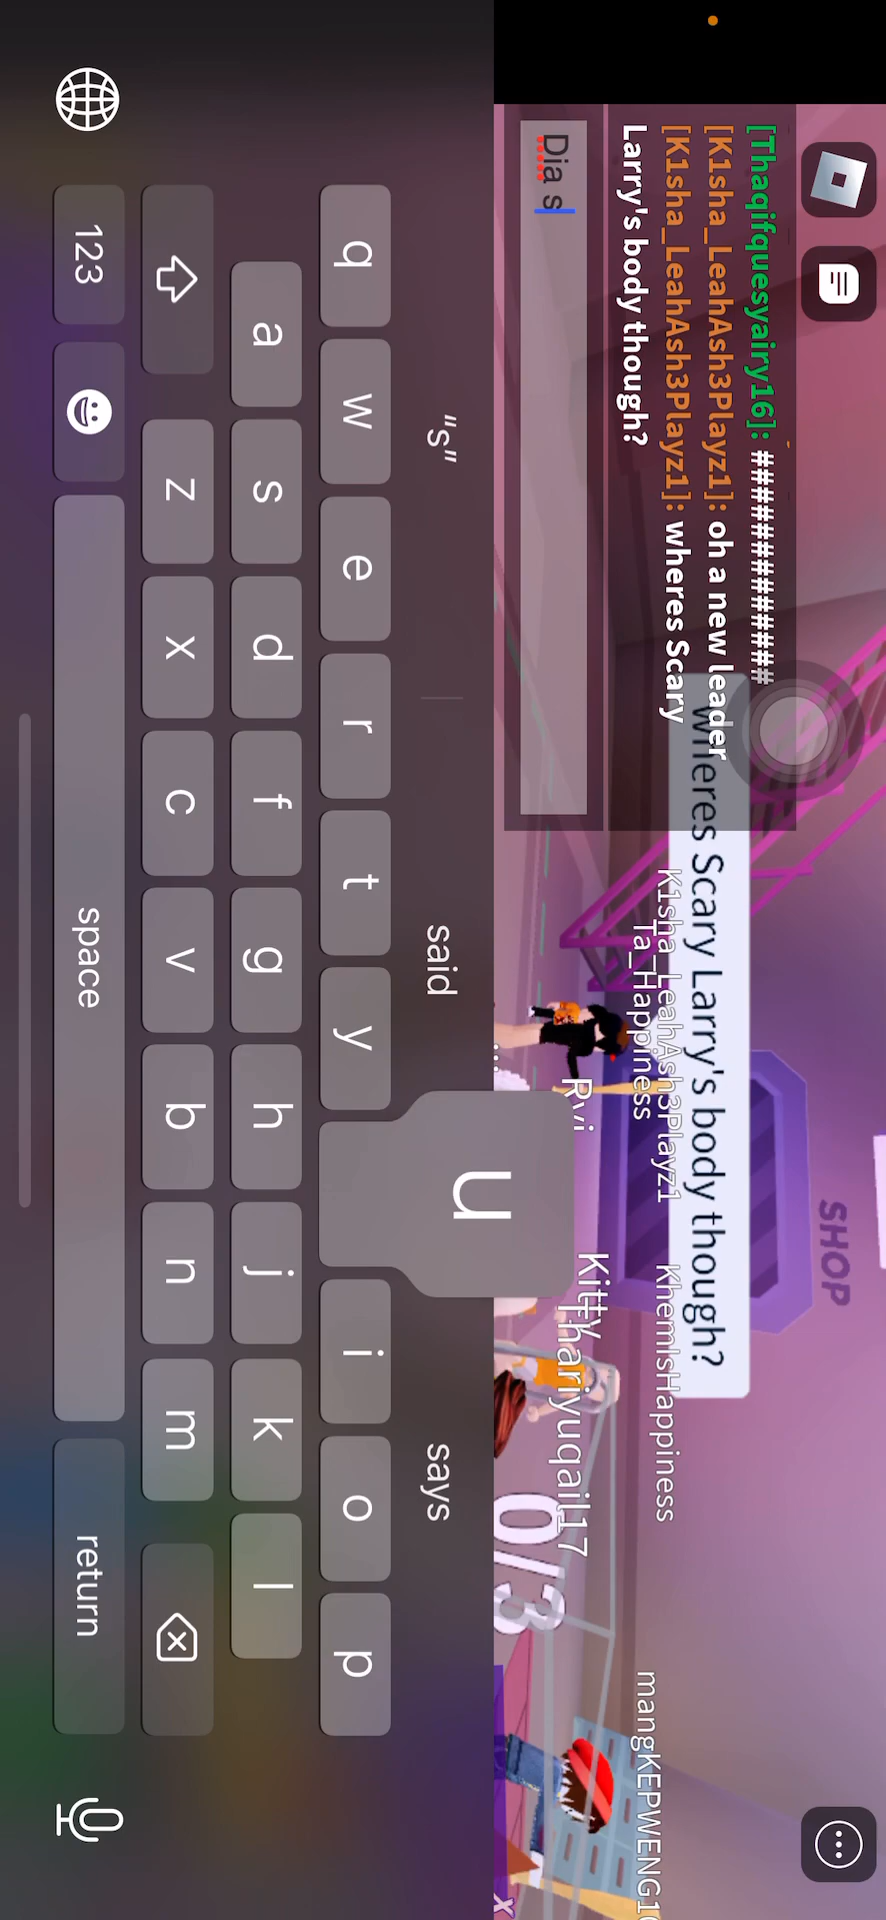 [Thaqifquesyairy16]: ##############
[K1sha_LeahAsh3Playz1]: oh a new leader
[K1sha_LeahAsh3Playz1]: wheres Scary
Larry's body though?
Dia s
wheres Scary Larry's body though?
SHOP
K1sha_LeahAsh3Playz1
KhemIsHappiness
Ta_Happiness
mangKEPWENG1
Kitty
Thariyuqail17
0/3
"s"
said
says
q w e r t y u i o p
a s d f g h j k l
z x c v b n m
123
space
return